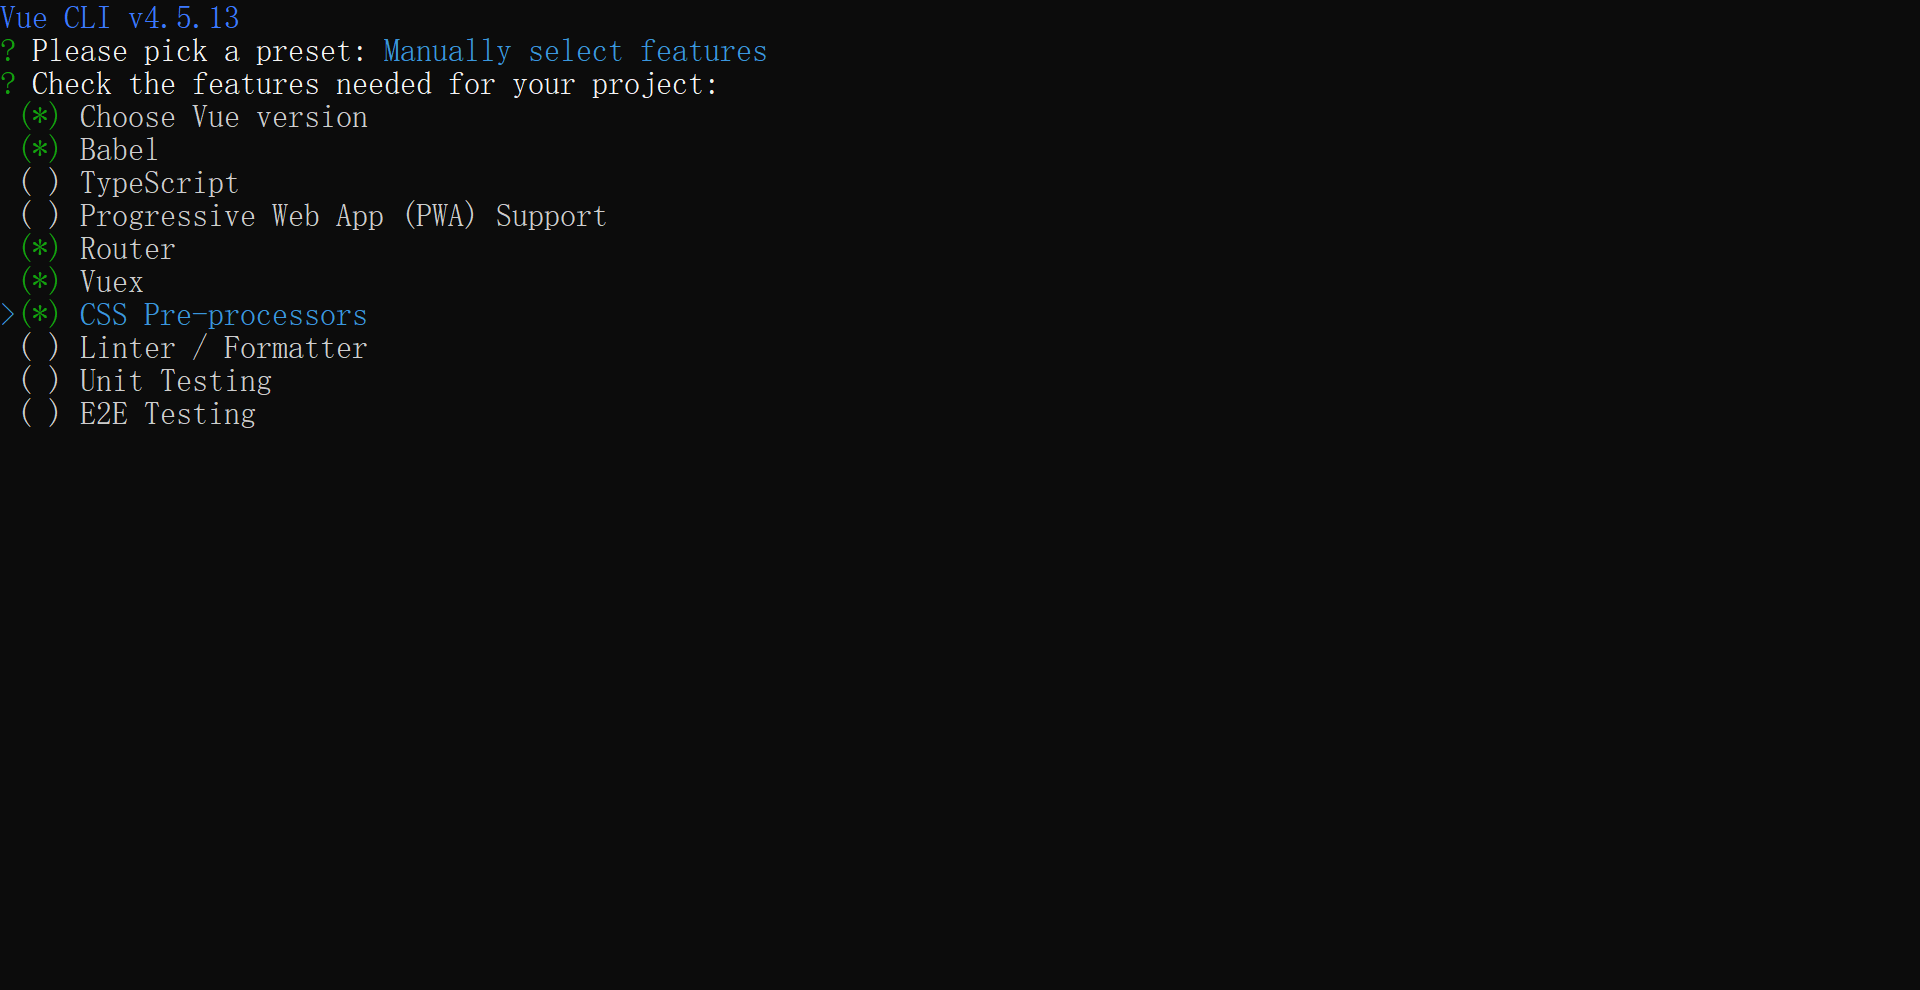 Vue CLI v4.5.13
? Please pick a preset: Manually select features
? Check the features needed for your project:
 (*) Choose Vue version
 (*) Babel
 ( ) TypeScript
 ( ) Progressive Web App (PWA) Support
 (*) Router
 (*) Vuex
>(*) CSS Pre-processors
 ( ) Linter / Formatter
 ( ) Unit Testing
 ( ) E2E Testing